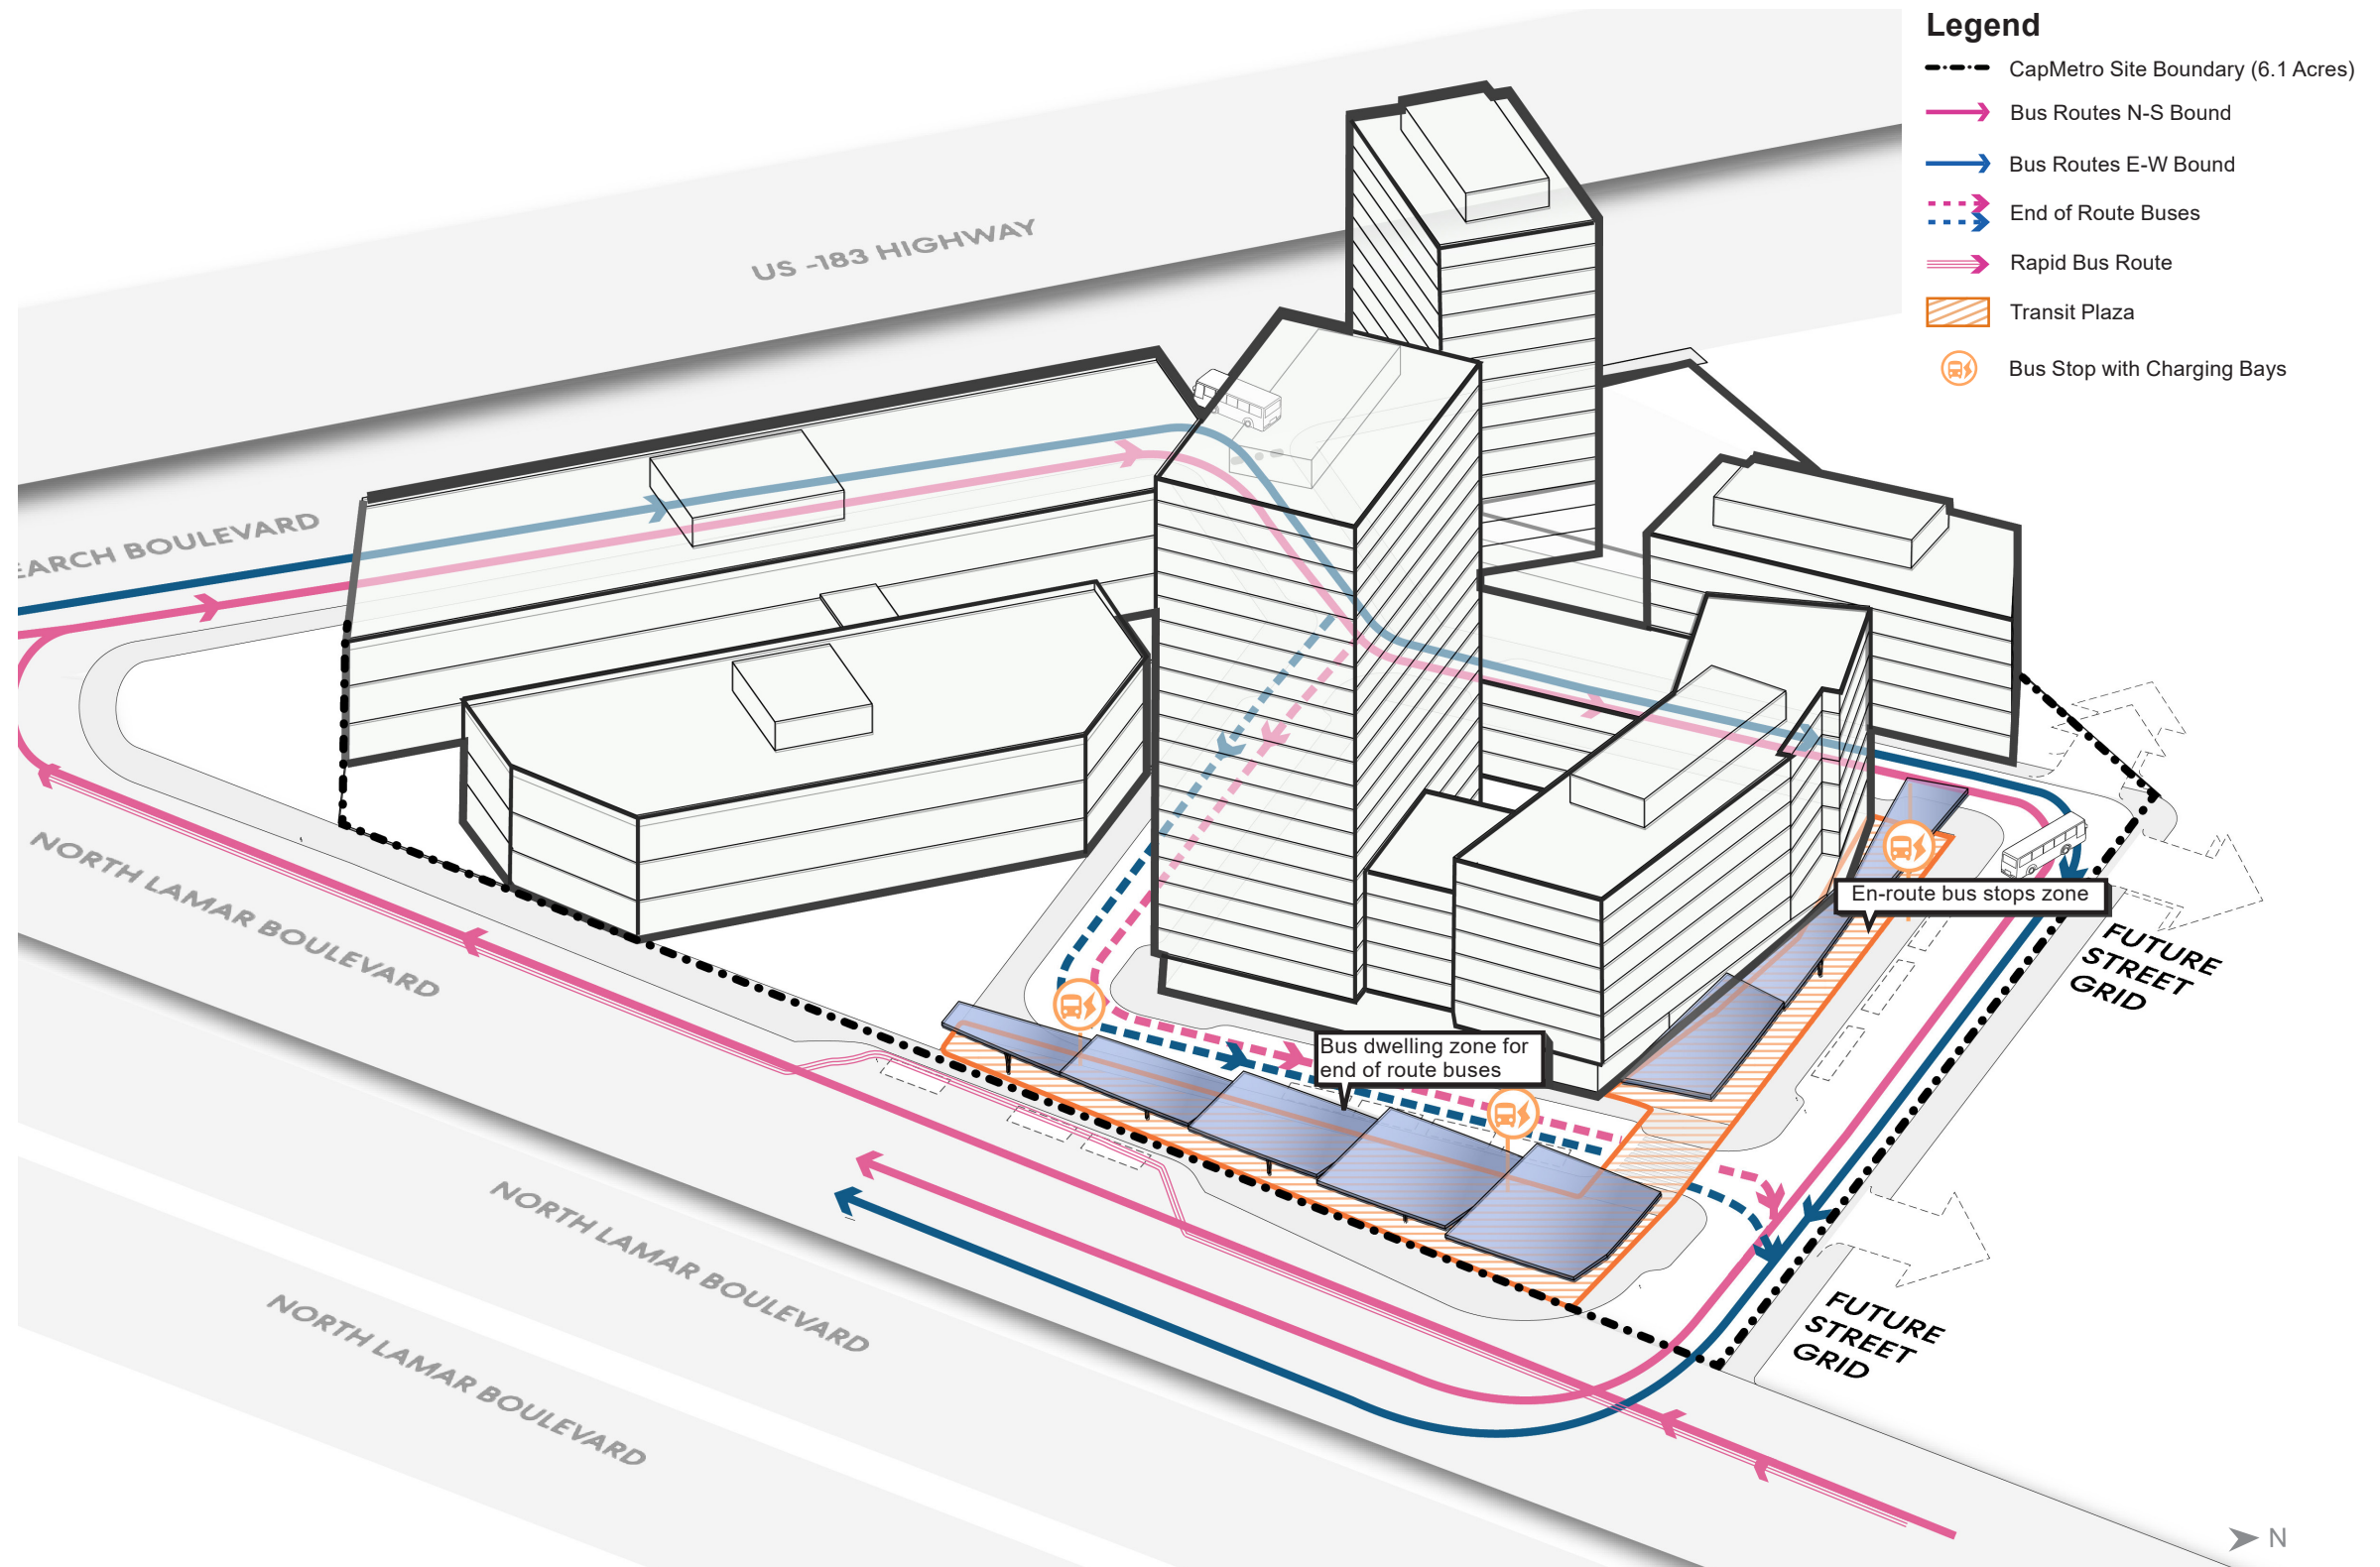 Legend
CapMetro Site Boundary (6.1 Acres)
Bus Routes N-S Bound
Bus Routes E-W Bound
End of Route Buses
Rapid Bus Route
Transit Plaza
Bus Stop with Charging Bays
US -183 HIGHWAY
EARCH BOULEVARD
NORTH LAMAR BOULEVARD
En-route bus stops zone
FUTURE
STREET
GRID
Bus dwelling zone for
end of route buses
NORTH LAMAR BOULEVARD
NORTH LAMAR BOULEVARD
FUTURE
STREET
GRID
N